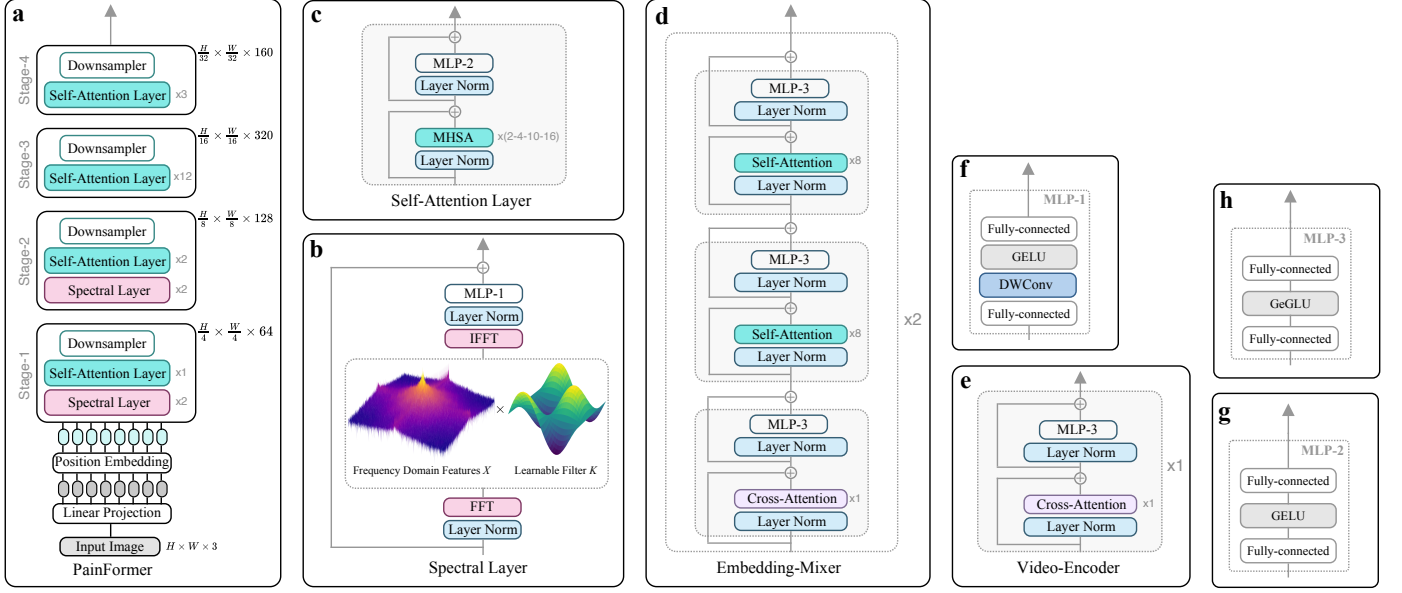 a
Stage-4
Downsampler
Self-Attention Layer
x3
H/32 × W/32 × 160
Stage-3
Downsampler
Self-Attention Layer
x12
H/16 × W/16 × 320
Stage-2
Downsampler
Self-Attention Layer
x2
Spectral Layer
x2
H/8 × W/8 × 128
Stage-1
Downsampler
Self-Attention Layer
x1
Spectral Layer
x2
H/4 × W/4 × 64
Position Embedding
Linear Projection
Input Image
H × W × 3
PainFormer
c
MLP-2
Layer Norm
MHSA
x(2-4-10-16)
Layer Norm
Self-Attention Layer
b
MLP-1
Layer Norm
IFFT
×
Frequency Domain Features X
Learnable Filter K
FFT
Layer Norm
Spectral Layer
d
MLP-3
Layer Norm
Self-Attention
x8
Layer Norm
MLP-3
Layer Norm
Self-Attention
x8
Layer Norm
MLP-3
Layer Norm
Cross-Attention
x1
Layer Norm
x2
Embedding-Mixer
f
MLP-1
Fully-connected
GELU
DWConv
Fully-connected
e
MLP-3
Layer Norm
Cross-Attention
x1
Layer Norm
x1
Video-Encoder
h
MLP-3
Fully-connected
GeGLU
Fully-connected
g
MLP-2
Fully-connected
GELU
Fully-connected